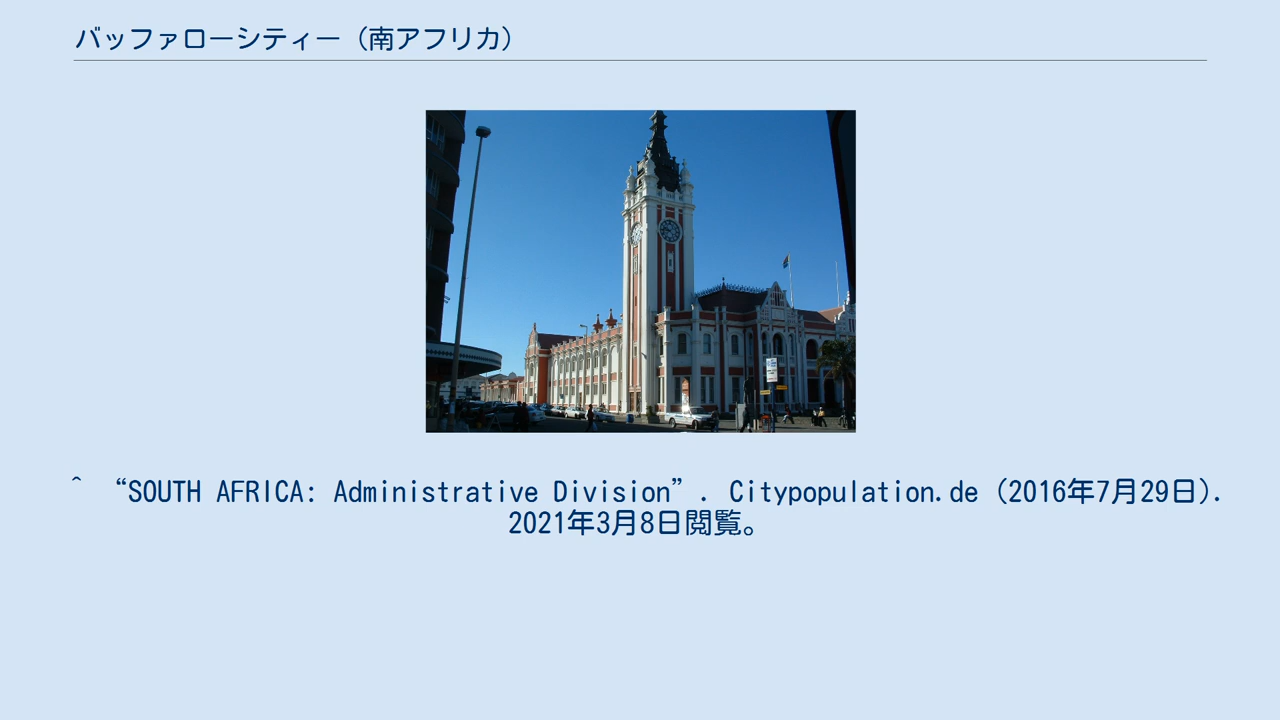 バッファローシティー（南アフリカ）
^ “SOUTH AFRICA: Administrative Division”. Citypopulation.de (2016年7月29日).
2021年3月8日閲覧。